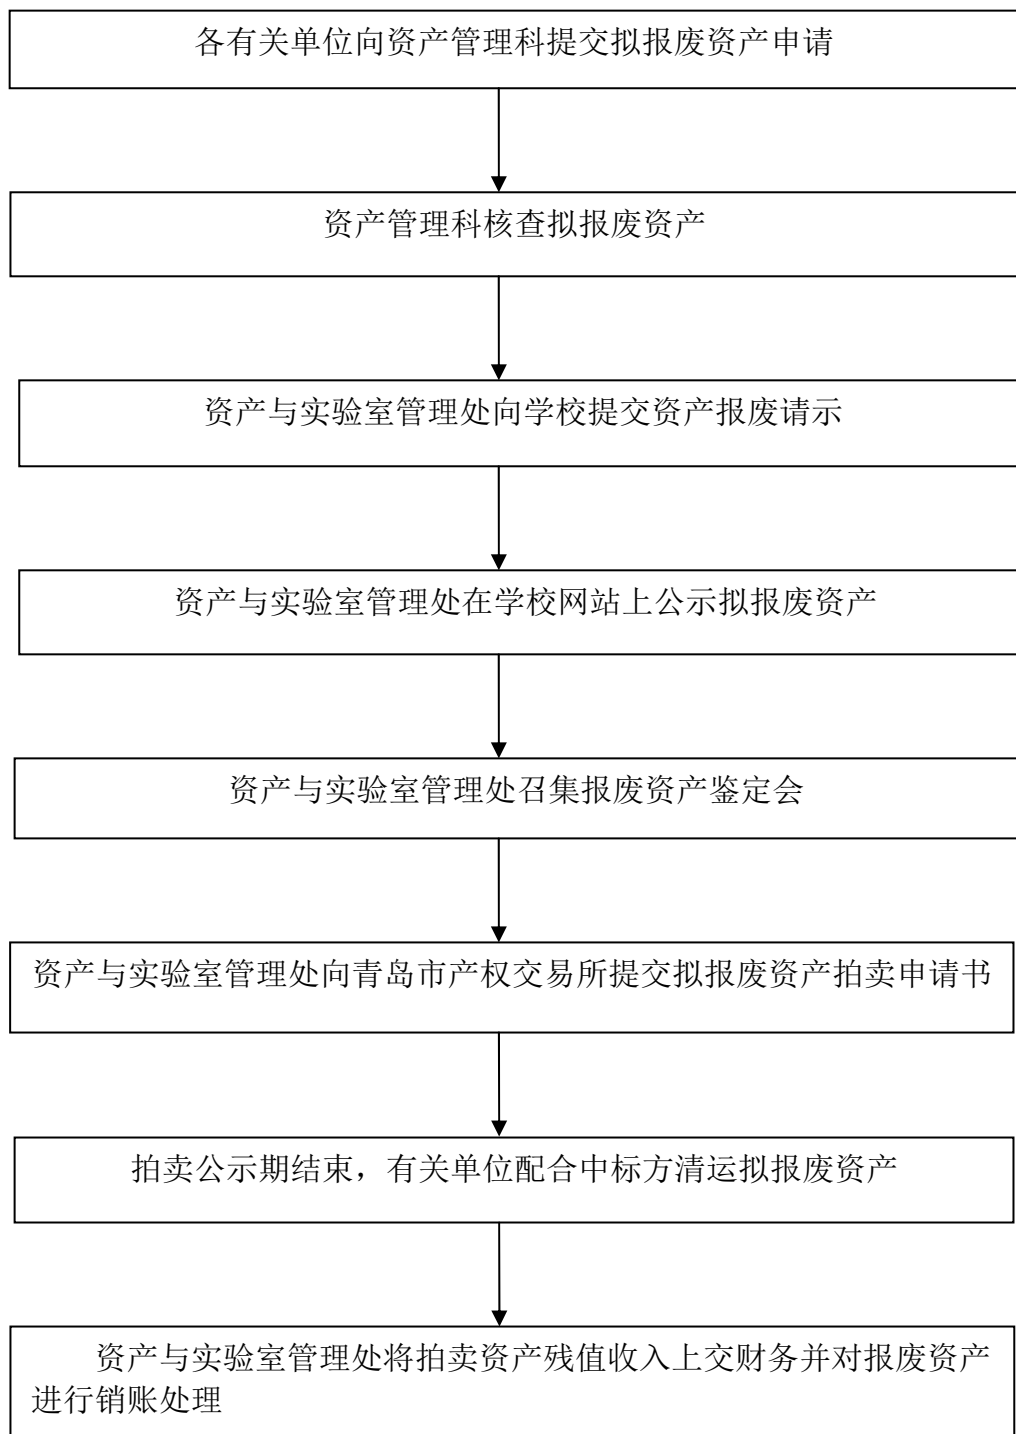 各有关单位向资产管理科提交拟报废资产申请
资产管理科核查拟报废资产
资产与实验室管理处向学校提交资产报废请示
资产与实验室管理处在学校网站上公示拟报废资产
资产与实验室管理处召集报废资产鉴定会
资产与实验室管理处向青岛市产权交易所提交拟报废资产拍卖申请书
拍卖公示期结束，有关单位配合中标方清运拟报废资产
资产与实验室管理处将拍卖资产残值收入上交财务并对报废资产
进行销账处理